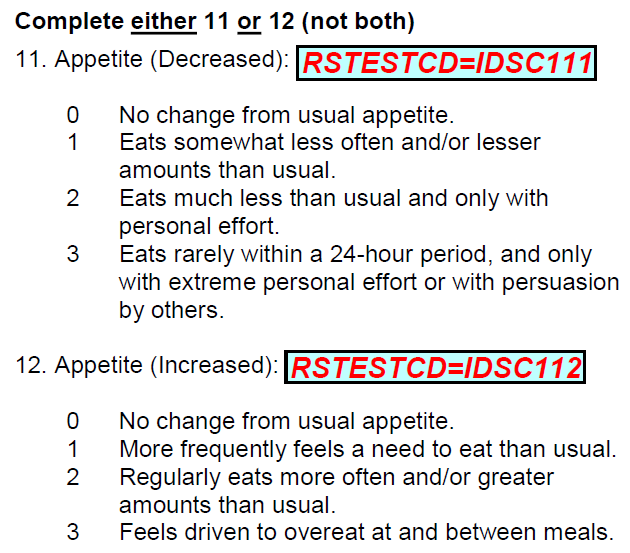 Complete either 11 or 12 (not both)
11. Appetite (Decreased): RSTESTCD=IDSC111
0 No change from usual appetite.
1 Eats somewhat less often and/or lesser
amounts than usual.
2 Eats much less than usual and only with
personal effort.
3 Eats rarely within a 24-hour period, and only
with extreme personal effort or with persuasion
by others.
12. Appetite (Increased): RSTESTCD=IDSC112
0 No change from usual appetite.
1 More frequently feels a need to eat than usual.
2 Regularly eats more often and/or greater
amounts than usual.
3 Feels driven to overeat at and between meals.